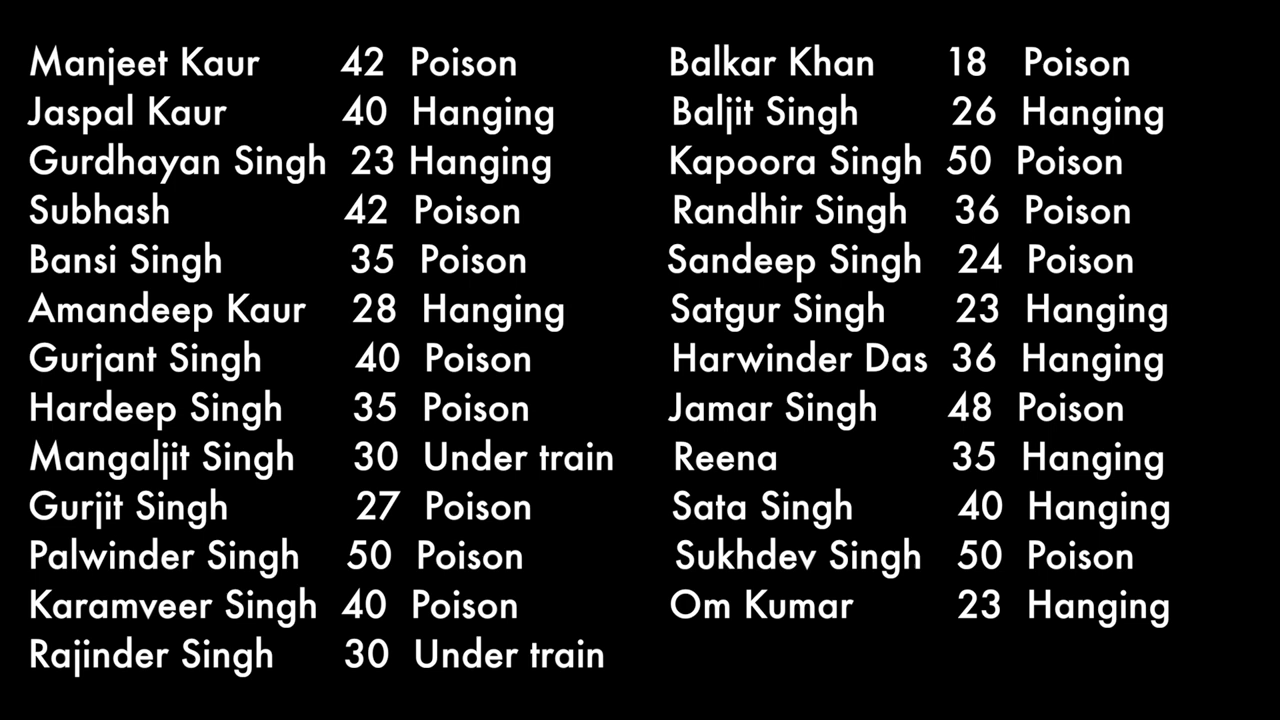 Manjeet Kaur 42 Poison
Jaspal Kaur 40 Hanging
Gurdhayan Singh 23 Hanging
Subhash 42 Poison
Bansi Singh 35 Poison
Amandeep Kaur 28 Hanging
Gurjant Singh 40 Poison
Hardeep Singh 35 Poison
Mangaljit Singh 30 Under train
Gurjit Singh 27 Poison
Palwinder Singh 50 Poison
Karamveer Singh 40 Poison
Rajinder Singh 30 Under train
Balkar Khan 18 Poison
Baljit Singh 26 Hanging
Kapoora Singh 50 Poison
Randhir Singh 36 Poison
Sandeep Singh 24 Poison
Satgur Singh 23 Hanging
Harwinder Das 36 Hanging
Jamar Singh 48 Poison
Reena 35 Hanging
Sata Singh 40 Hanging
Sukhdev Singh 50 Poison
Om Kumar 23 Hanging